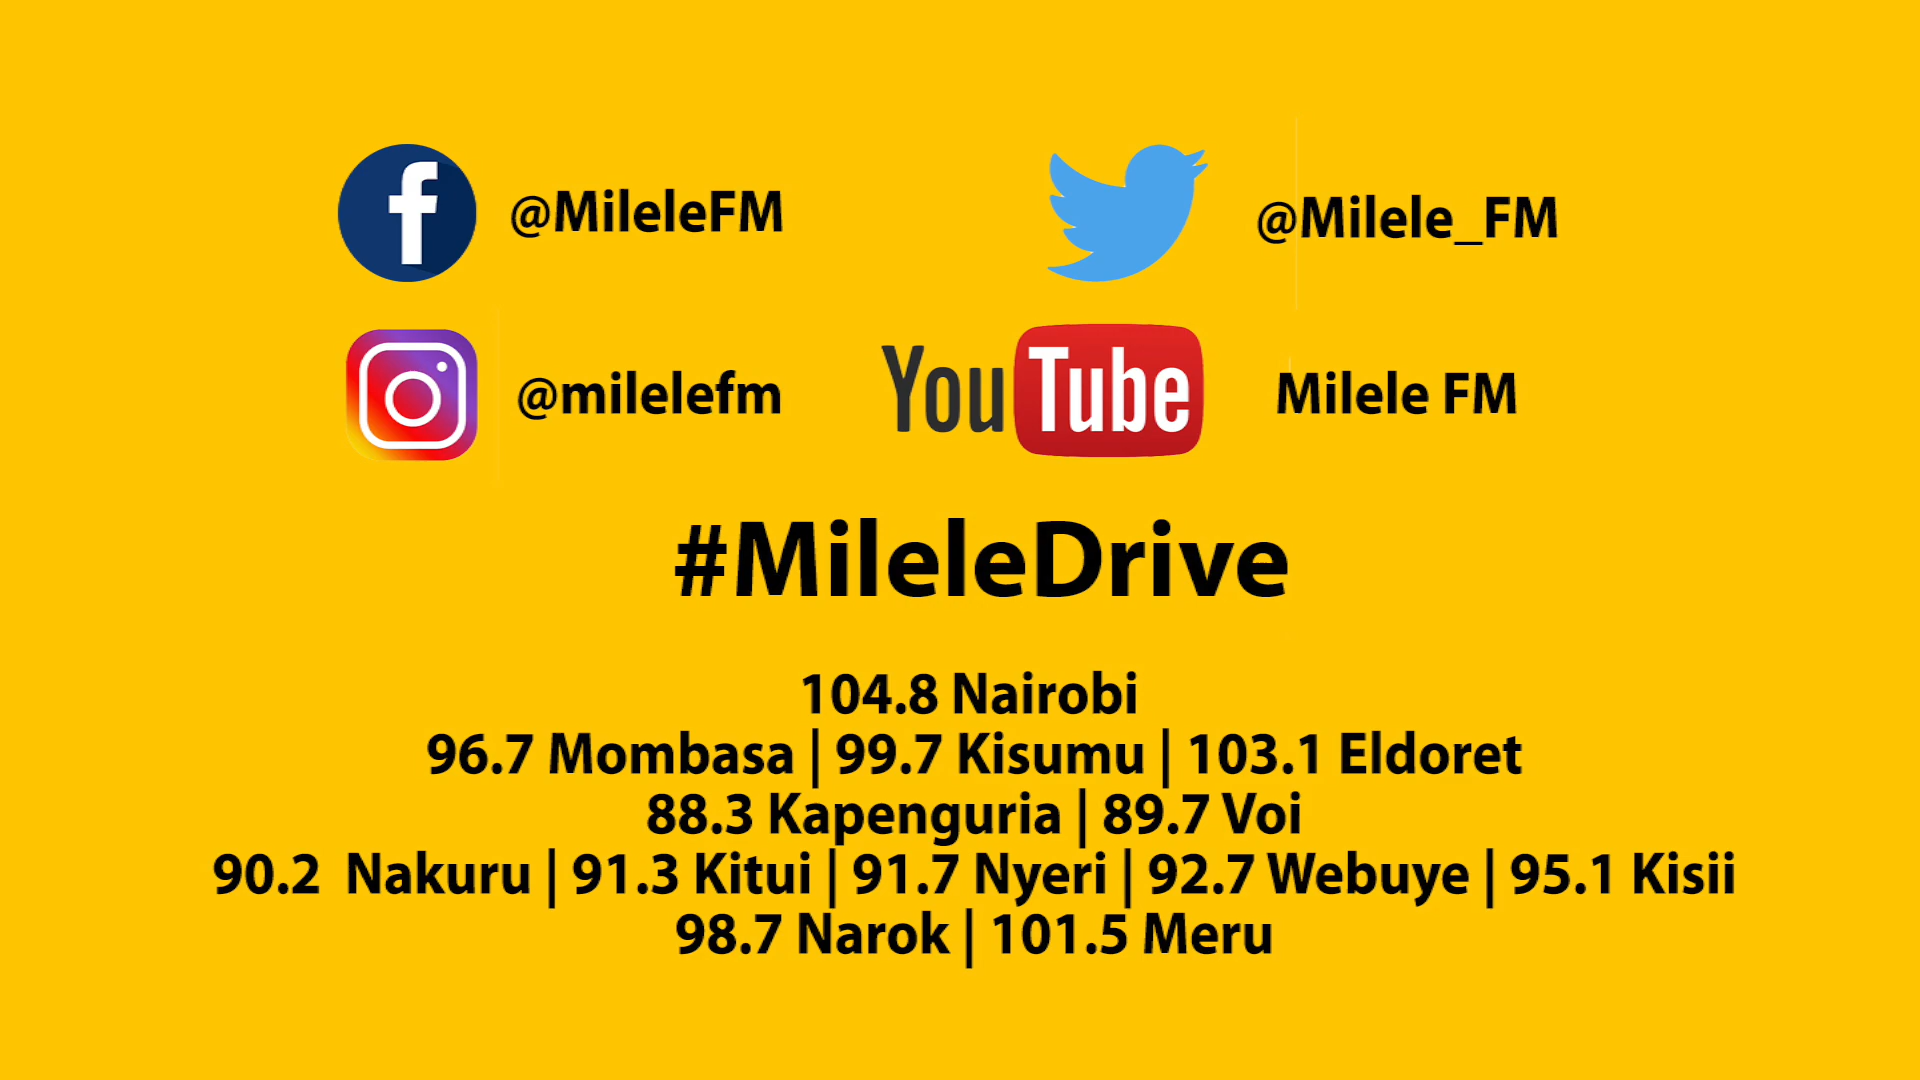 @MileleFM
@Milele_FM
@milelefm
YouTube
Milele FM
#MileleDrive
104.8 Nairobi
96.7 Mombasa | 99.7 Kisumu | 103.1 Eldoret
88.3 Kapenguria | 89.7 Voi
90.2 Nakuru | 91.3 Kitui | 91.7 Nyeri | 92.7 Webuye | 95.1 Kisii
98.7 Narok | 101.5 Meru